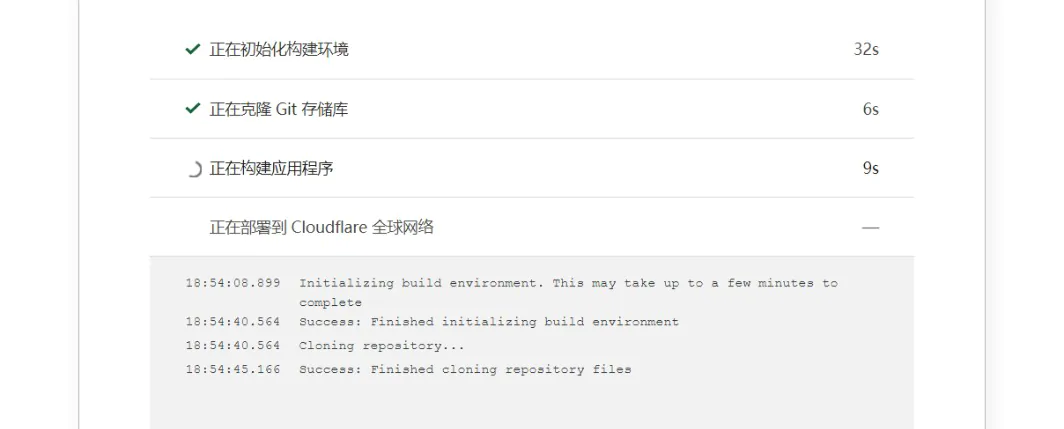 正在初始化构建环境 32s
正在克隆 Git 存储库 6s
正在构建应用程序 9s
正在部署到 Cloudflare 全球网络 —
18:54:08.899 Initializing build environment. This may take up to a few minutes to
complete
18:54:40.564 Success: Finished initializing build environment
18:54:40.564 Cloning repository...
18:54:45.166 Success: Finished cloning repository files